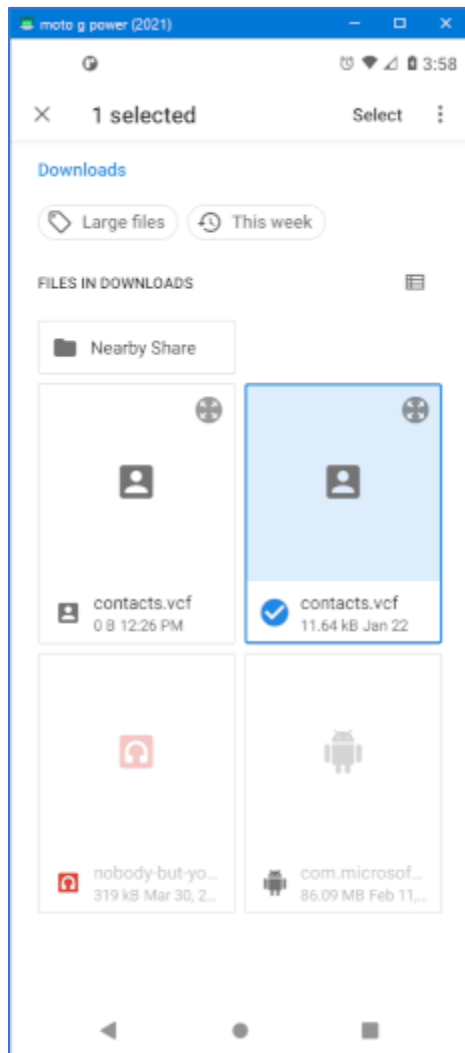 moto g power (2021)
3:58
1 selected
Select
Downloads
Large files
This week
FILES IN DOWNLOADS
Nearby Share
contacts.vcf
0 B 12:26 PM
contacts.vcf
11.64 kB Jan 22
nobody-but-yo...
319 kB Mar 30, 2...
com.microsof...
86.09 MB Feb 11,...